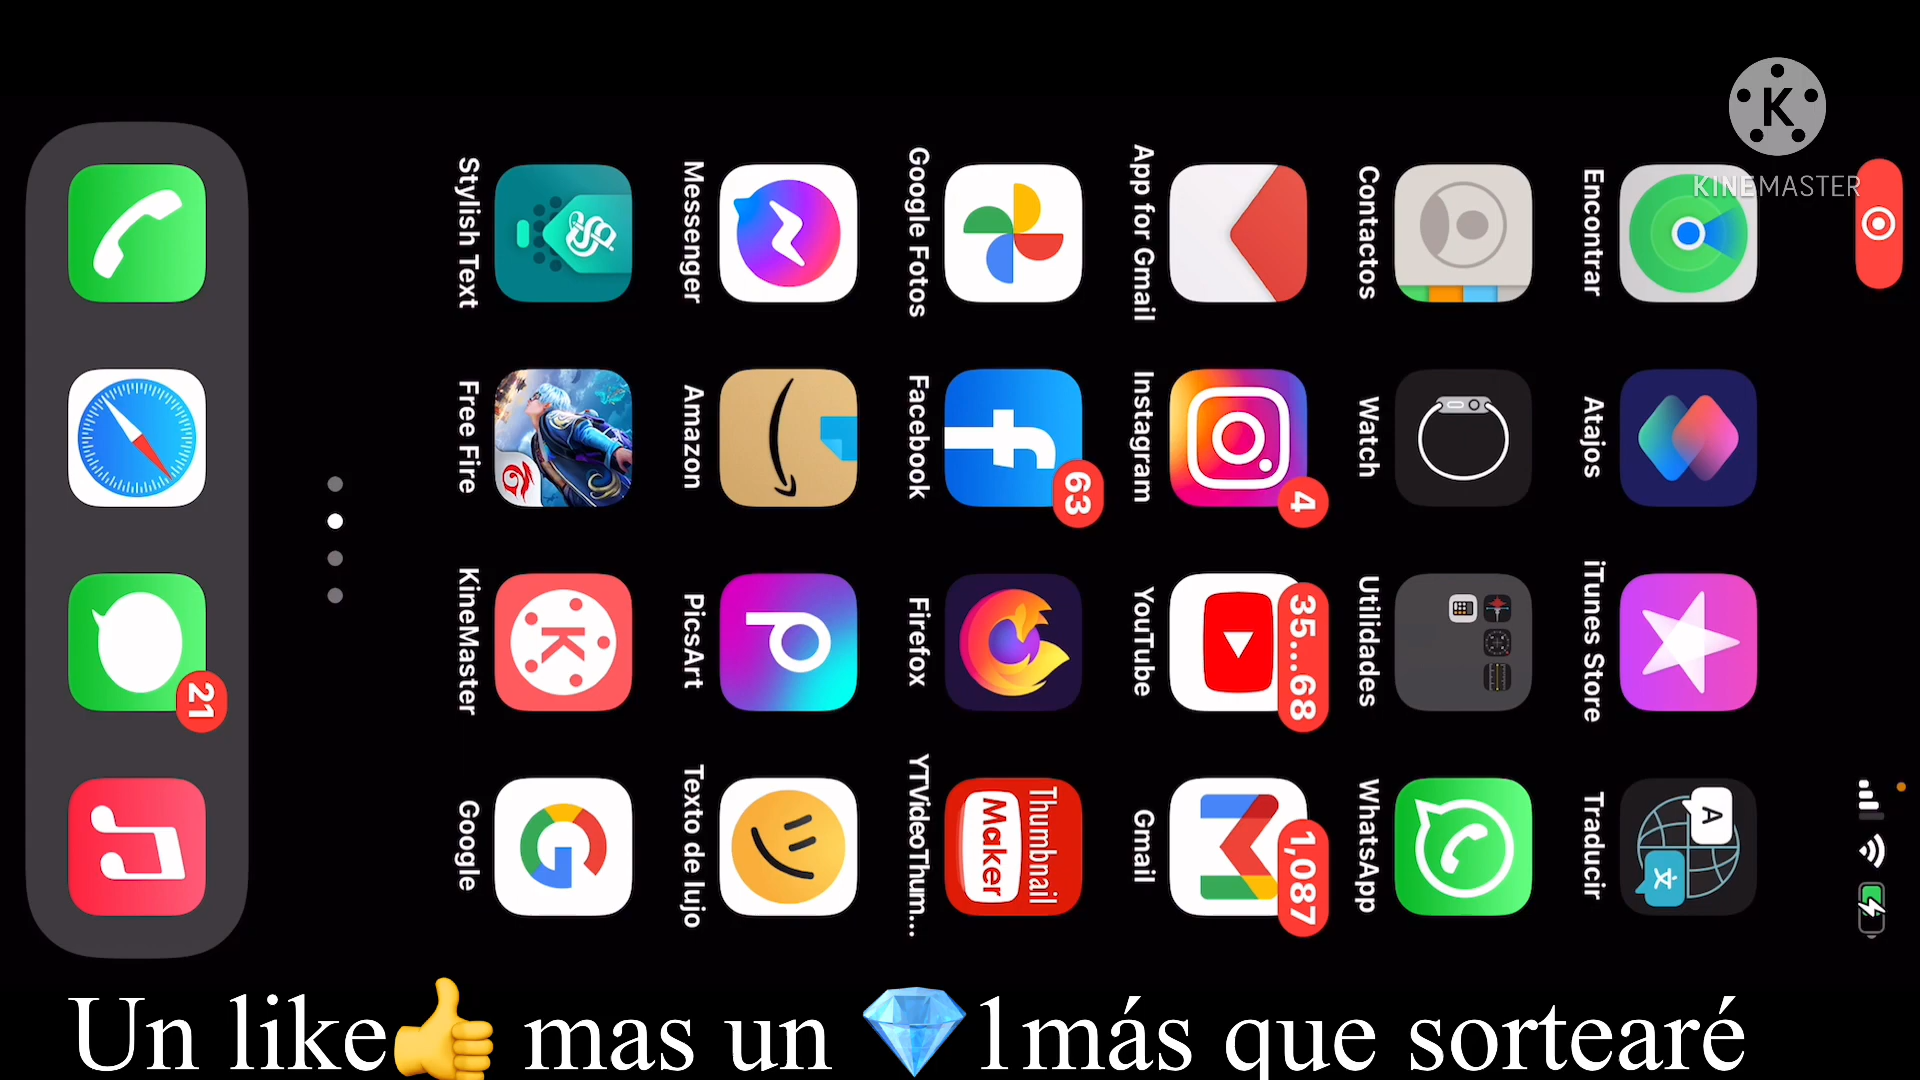 K
KINEMASTER
Encontrar
Atajos
iTunes Store
Traducir
A
文
Contactos
Watch
Utilidades
WhatsApp
App for Gmail
Instagram
4
YouTube
35...68
Gmail
1,087
Google Fotos
Facebook
63
Firefox
Thumbnail
Maker
YTVideoThum...
Messenger
Amazon
PicsArt
Texto de lujo
Stylish Text
Free Fire
KineMaster
Google
21
Un like👍 mas un 💎1más que sortearé